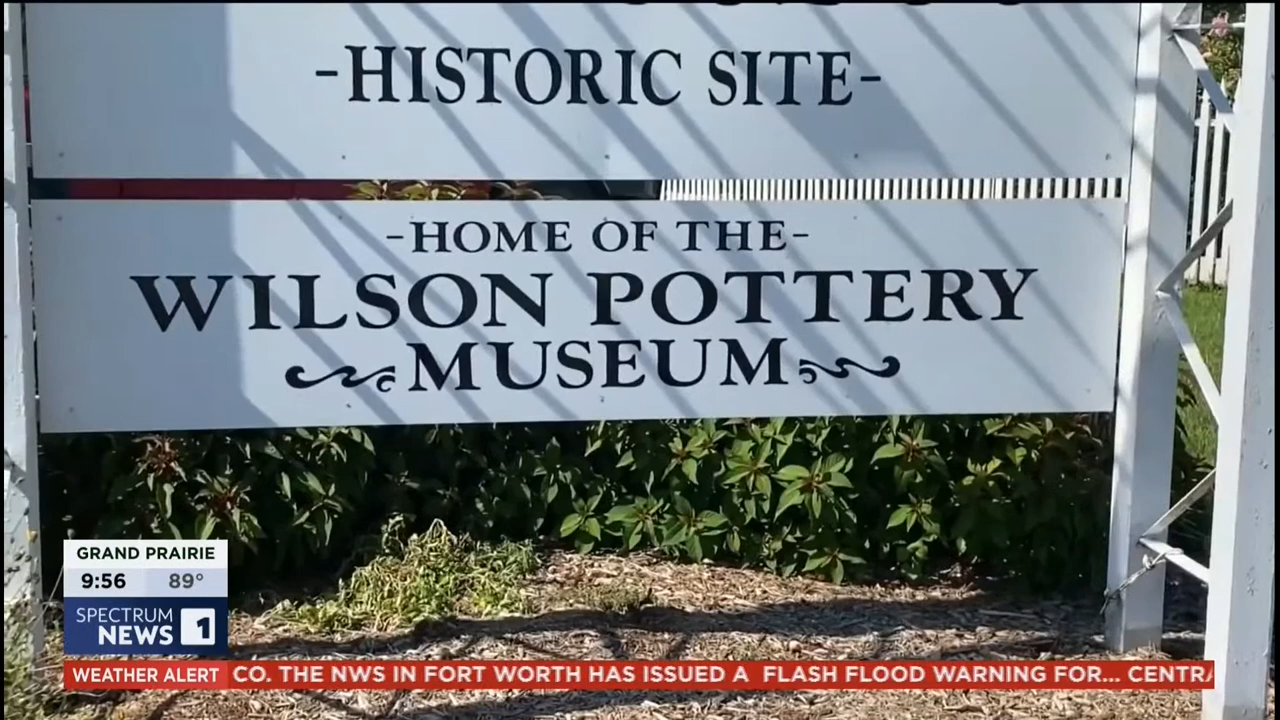 -HISTORIC SITE-
-HOME OF THE-
WILSON POTTERY
MUSEUM
GRAND PRAIRIE
9:56 89°
SPECTRUM
NEWS 1
WEATHER ALERT CO. THE NWS IN FORT WORTH HAS ISSUED A FLASH FLOOD WARNING FOR... CENTRA